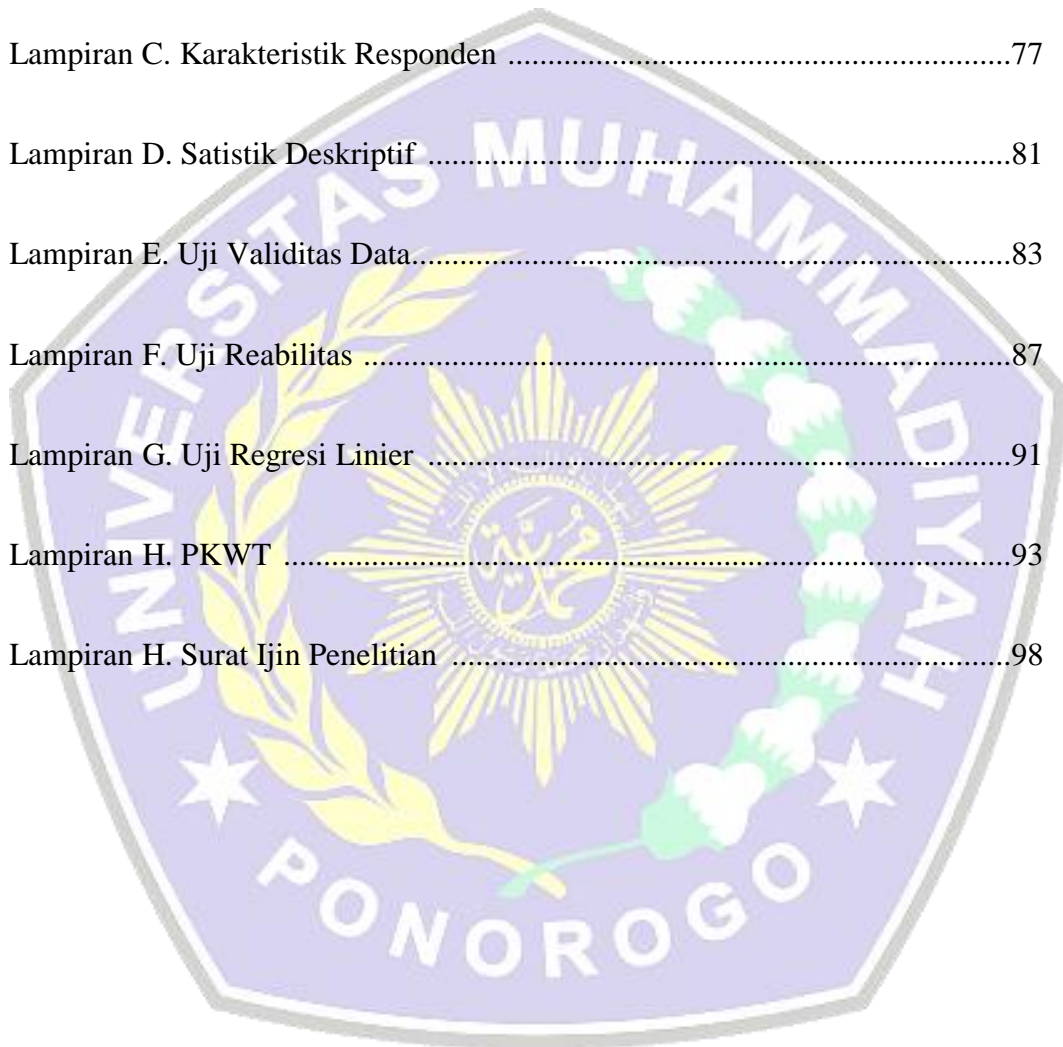 Lampiran C. Karakteristik Responden ............................................................77
Lampiran D. Satistik Deskriptif ......................................................................81
Lampiran E. Uji Validitas Data........................................................................83
Lampiran F. Uji Reabilitas ..............................................................................87
Lampiran G. Uji Regresi Linier ......................................................................91
Lampiran H. PKWT ........................................................................................93
Lampiran H. Surat Ijin Penelitian ...................................................................98
UNIVERSITAS MUHAMMADIYAH
PONOROGO